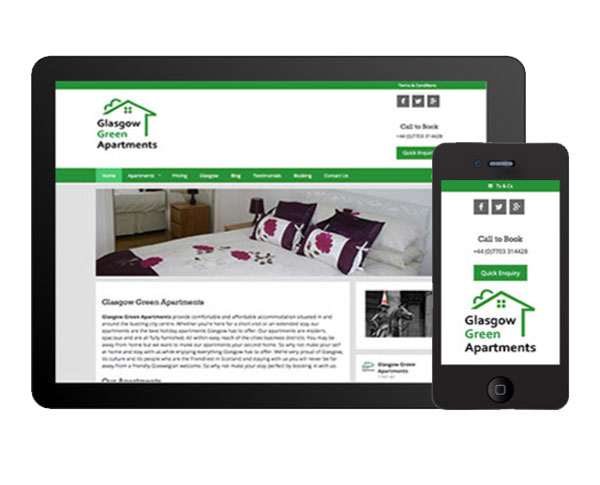 Terms & Conditions
Glasgow
Green
Apartments
f
g+
Call to Book
+44 (0)7703 314428
Quick Enquiry
Home Apartments Pricing Glasgow Blog Testimonials Booking Contact Us
Glasgow Green Apartments
Glasgow Green Apartments provide comfortable and affordable accommodation situated in and
around the bustling city centre. Whether you're here for a short visit or an extended stay our
apartments are the best holiday apartments Glasgow has to offer. Our apartments are modern,
spacious and are all fully furnished. All within easy reach of the cities business districts. You may be
away from home but we want to make our apartments your second home. So why not make your self
at home and stay with us while enjoying everything Glasgow has to offer. We're very proud of Glasgow,
its culture and its people who are the friendliest in Scotland and staying with us you will never be far
away from a friendly Glaswegian welcome. So why not make your stay perfect by booking in with us.
Our Apartments
Glasgow Green
Apartments
Ts & Cs
f
g+
Call to Book
+44 (0)7703 314428
Quick Enquiry
Glasgow
Green
Apartments